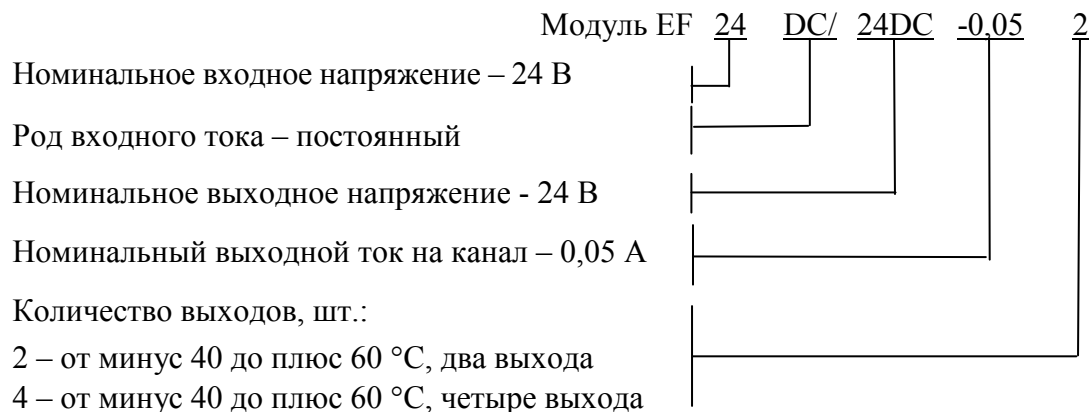 Модуль EF 24 DC/ 24DC -0,05 2
Номинальное входное напряжение – 24 В
Род входного тока – постоянный
Номинальное выходное напряжение - 24 В
Номинальный выходной ток на канал – 0,05 А
Количество выходов, шт.:
2 – от минус 40 до плюс 60 °С, два выхода
4 – от минус 40 до плюс 60 °С, четыре выхода